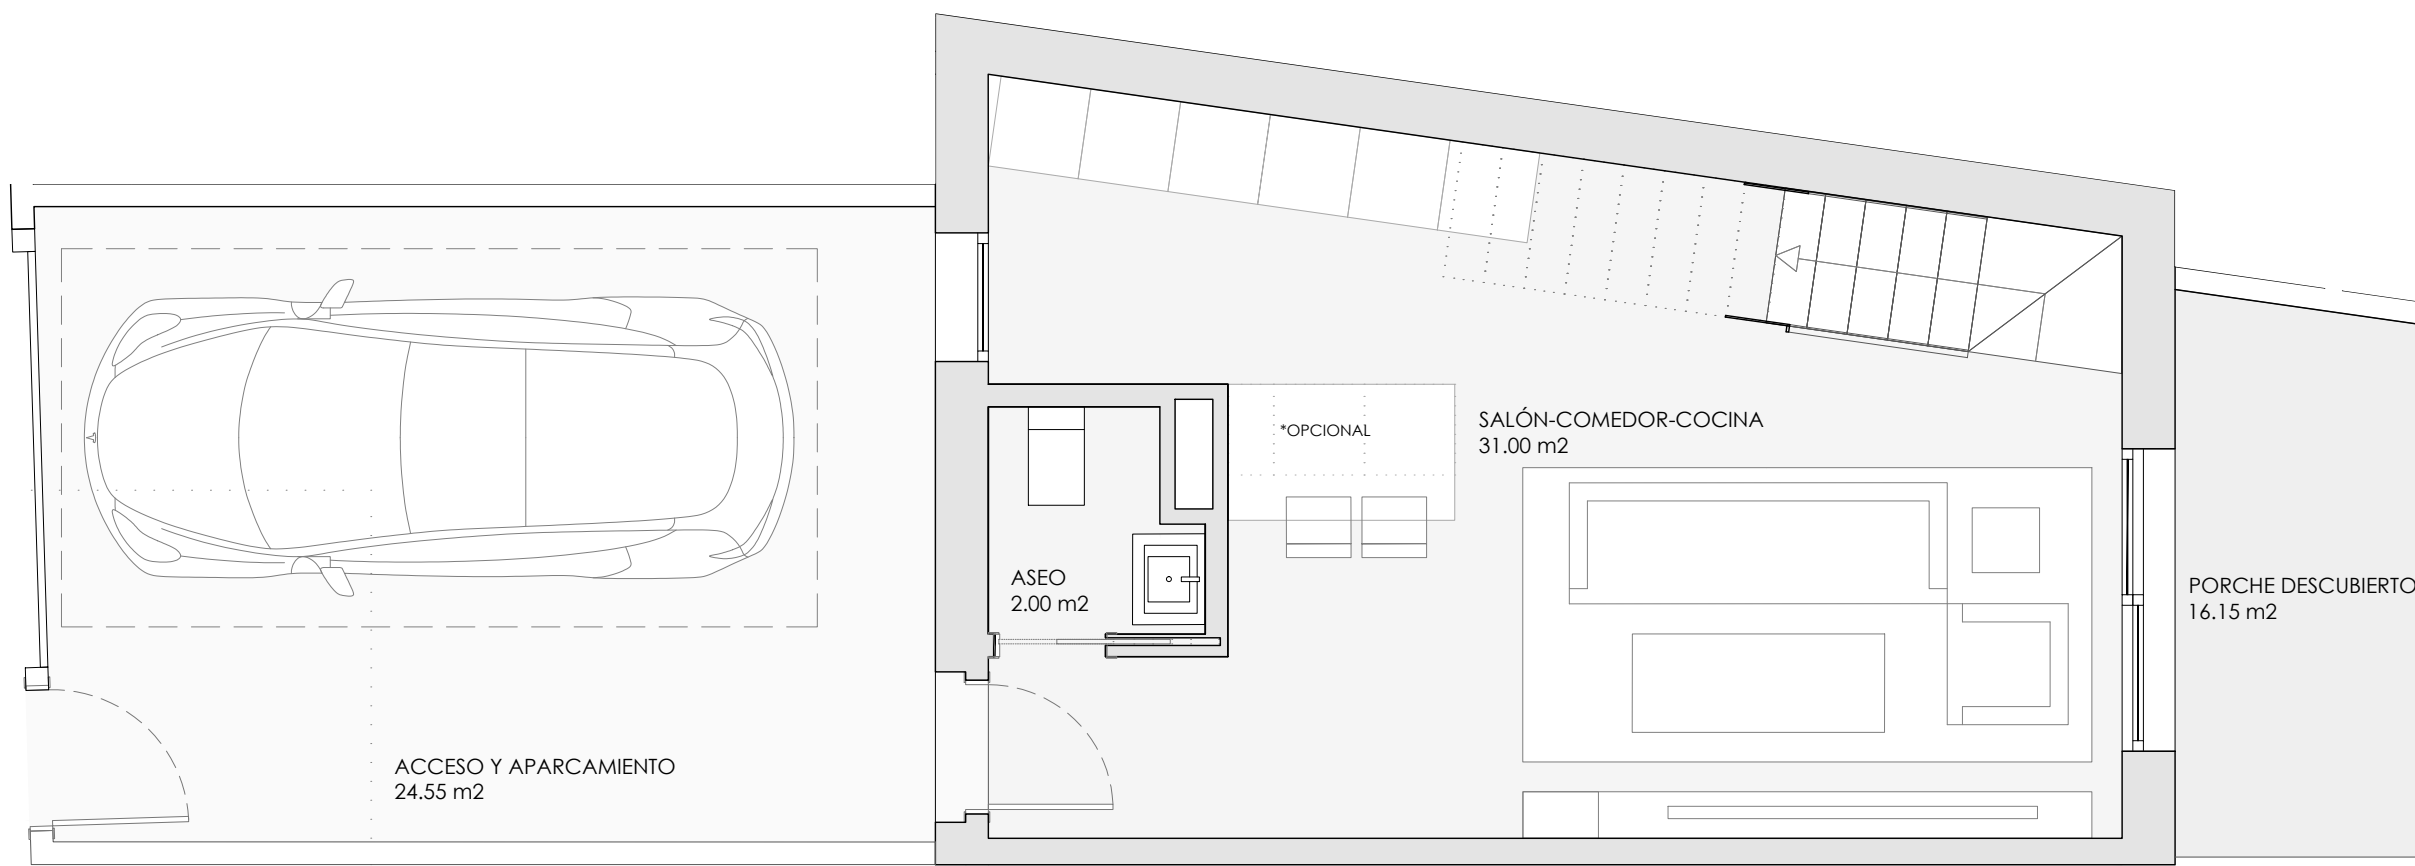 *OPCIONAL
SALÓN-COMEDOR-COCINA
31.00 m2
ASEO
2.00 m2
PORCHE DESCUBIERTO
16.15 m2
ACCESO Y APARCAMIENTO
24.55 m2